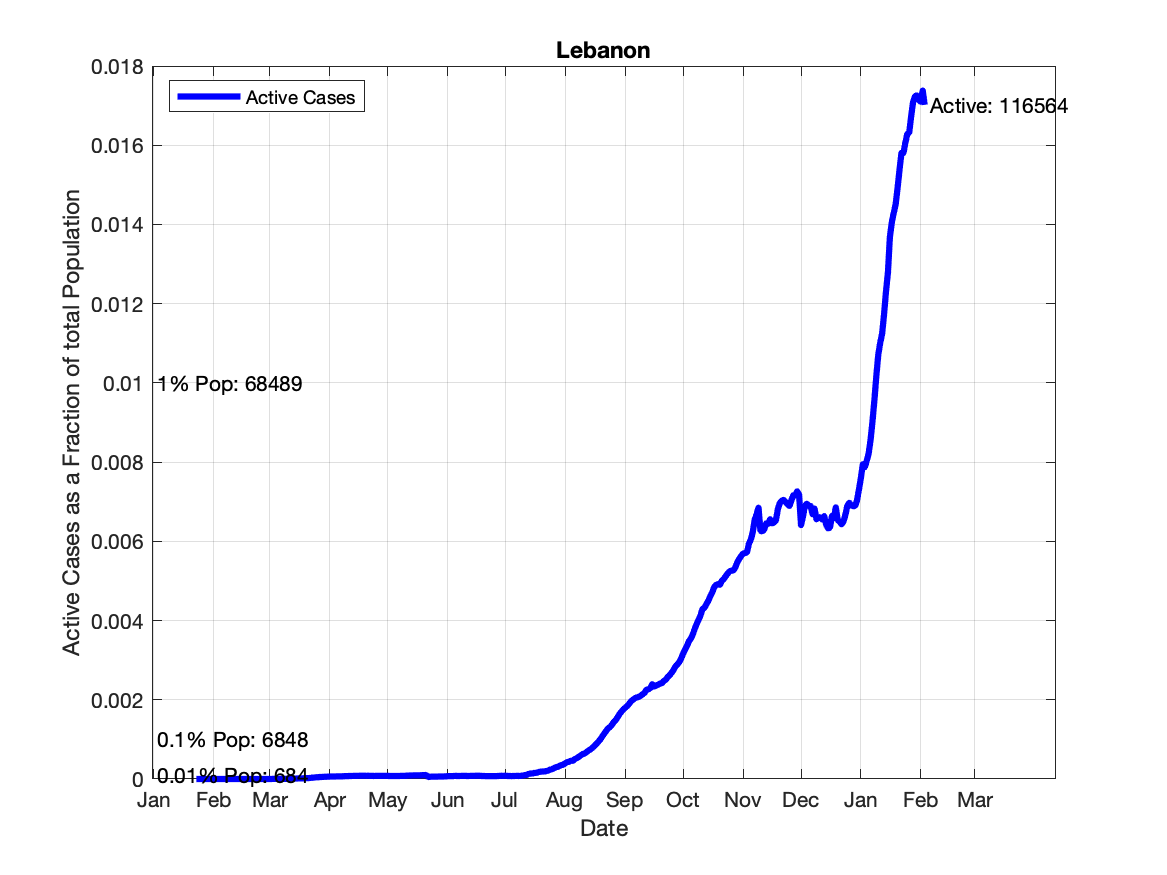 Lebanon
Active Cases
Active: 116564
0.018
0.016
0.014
0.012
0.01
0.008
0.006
0.004
0.002
0
1% Pop: 68489
0.1% Pop: 6848
0.01% Pop: 684
Active Cases as a Fraction of total Population
Jan Feb Mar Apr May Jun Jul Aug Sep Oct Nov Dec Jan Feb Mar
Date